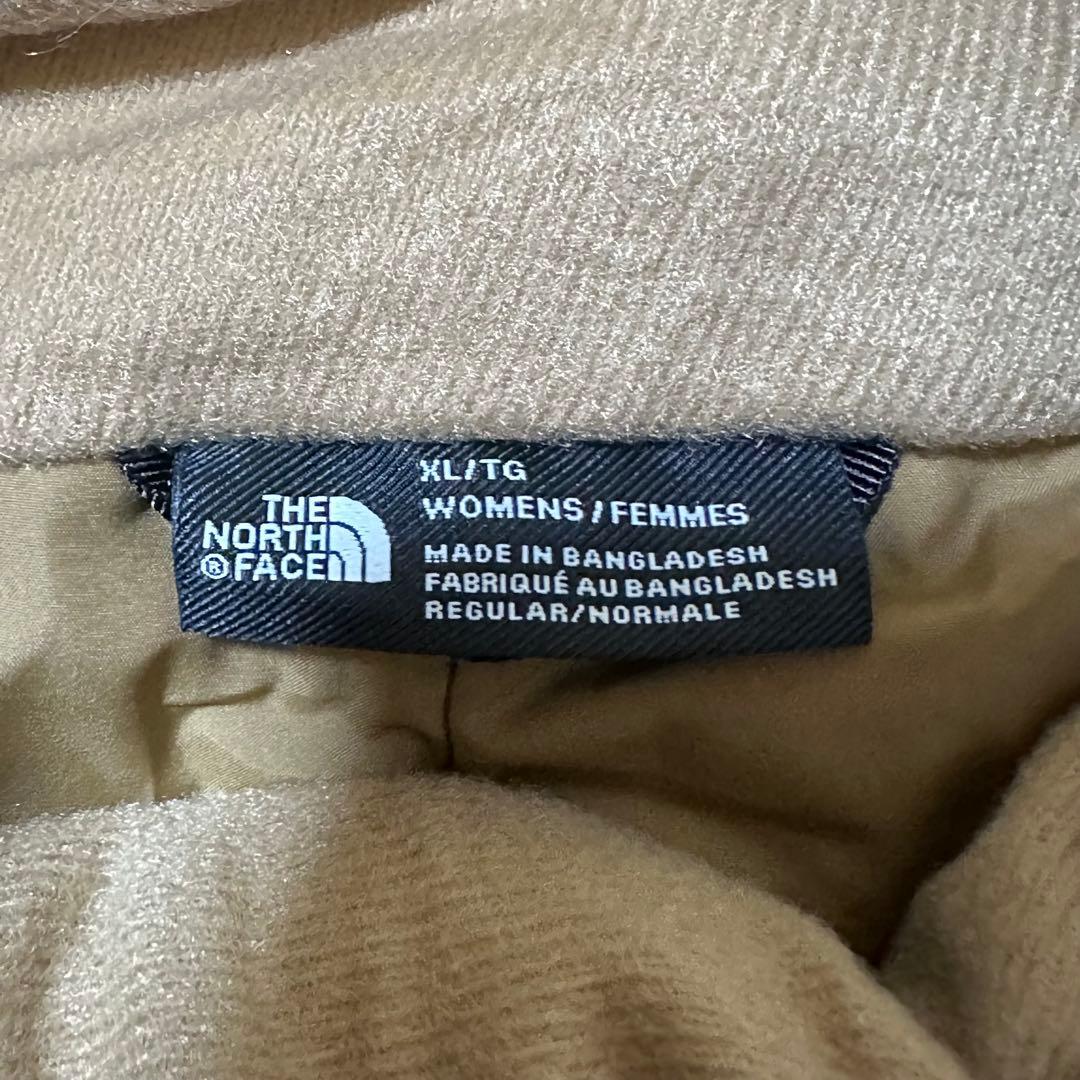 THE
NORTH
® FACE
XL/TG
WOMENS / FEMMES
MADE IN BANGLADESH
FABRIQUÉ AU BANGLADESH
REGULAR/NORMALE